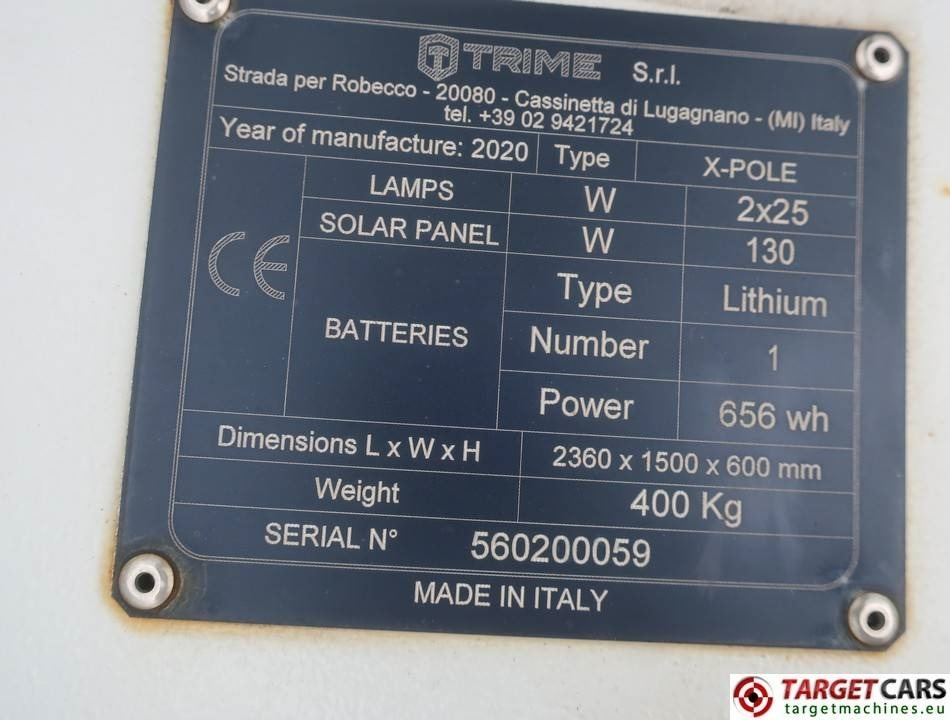 TRIME S.r.l.
Strada per Robecco - 20080 - Cassinetta di Lugagnano - (MI) Italy
tel. +39 02 9421724
Year of manufacture: 2020 Type X-POLE
LAMPS W 2x25
SOLAR PANEL W 130
CE
BATTERIES
Type Lithium
Number 1
Power 656 wh
Dimensions L x W x H 2360 x 1500 x 600 mm
Weight 400 Kg
SERIAL N° 560200059
MADE IN ITALY
TARGETCARS
targetmachines.eu